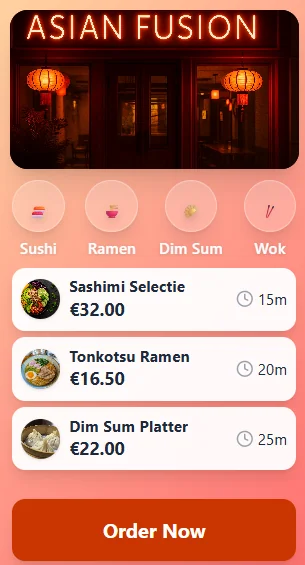 ASIAN FUSION
Sushi
Ramen
Dim Sum
Wok
Sashimi Selectie
€32.00
15m
Tonkotsu Ramen
€16.50
20m
Dim Sum Platter
€22.00
25m
Order Now